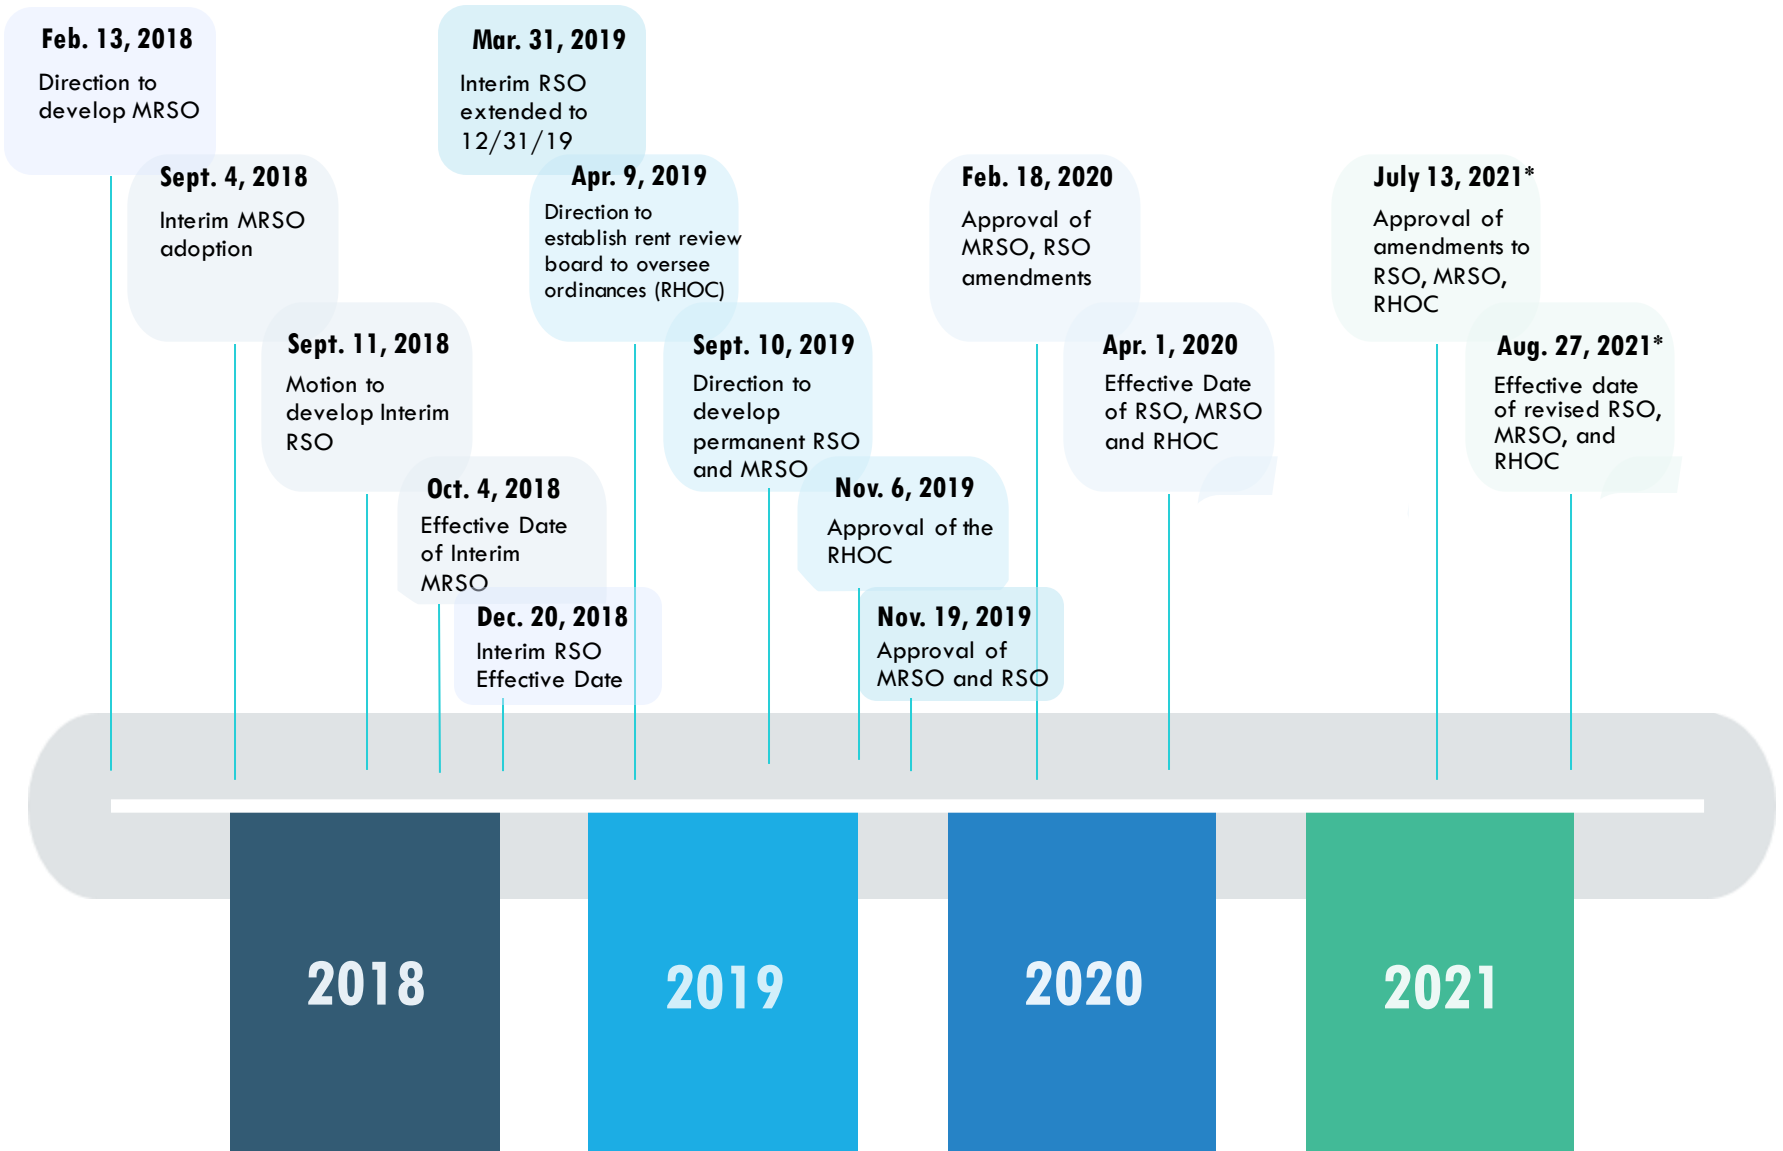 Feb. 13, 2018
Direction to
develop MRSO
Sept. 4, 2018
Interim MRSO
adoption
Sept. 11, 2018
Motion to
develop Interim
RSO
Oct. 4, 2018
Effective Date
of Interim
MRSO
Dec. 20, 2018
Interim RSO
Effective Date
Mar. 31, 2019
Interim RSO
extended to
12/31/19
Apr. 9, 2019
Direction to
establish rent review
board to oversee
ordinances (RHOC)
Sept. 10, 2019
Direction to
develop
permanent RSO
and MRSO
Nov. 6, 2019
Approval of the
RHOC
Nov. 19, 2019
Approval of
MRSO and RSO
Feb. 18, 2020
Approval of
MRSO, RSO
amendments
Apr. 1, 2020
Effective Date
of RSO, MRSO
and RHOC
July 13, 2021*
Approval of
amendments to
RSO, MRSO,
RHOC
Aug. 27, 2021*
Effective date
of revised RSO,
MRSO, and
RHOC
2018
2019
2020
2021